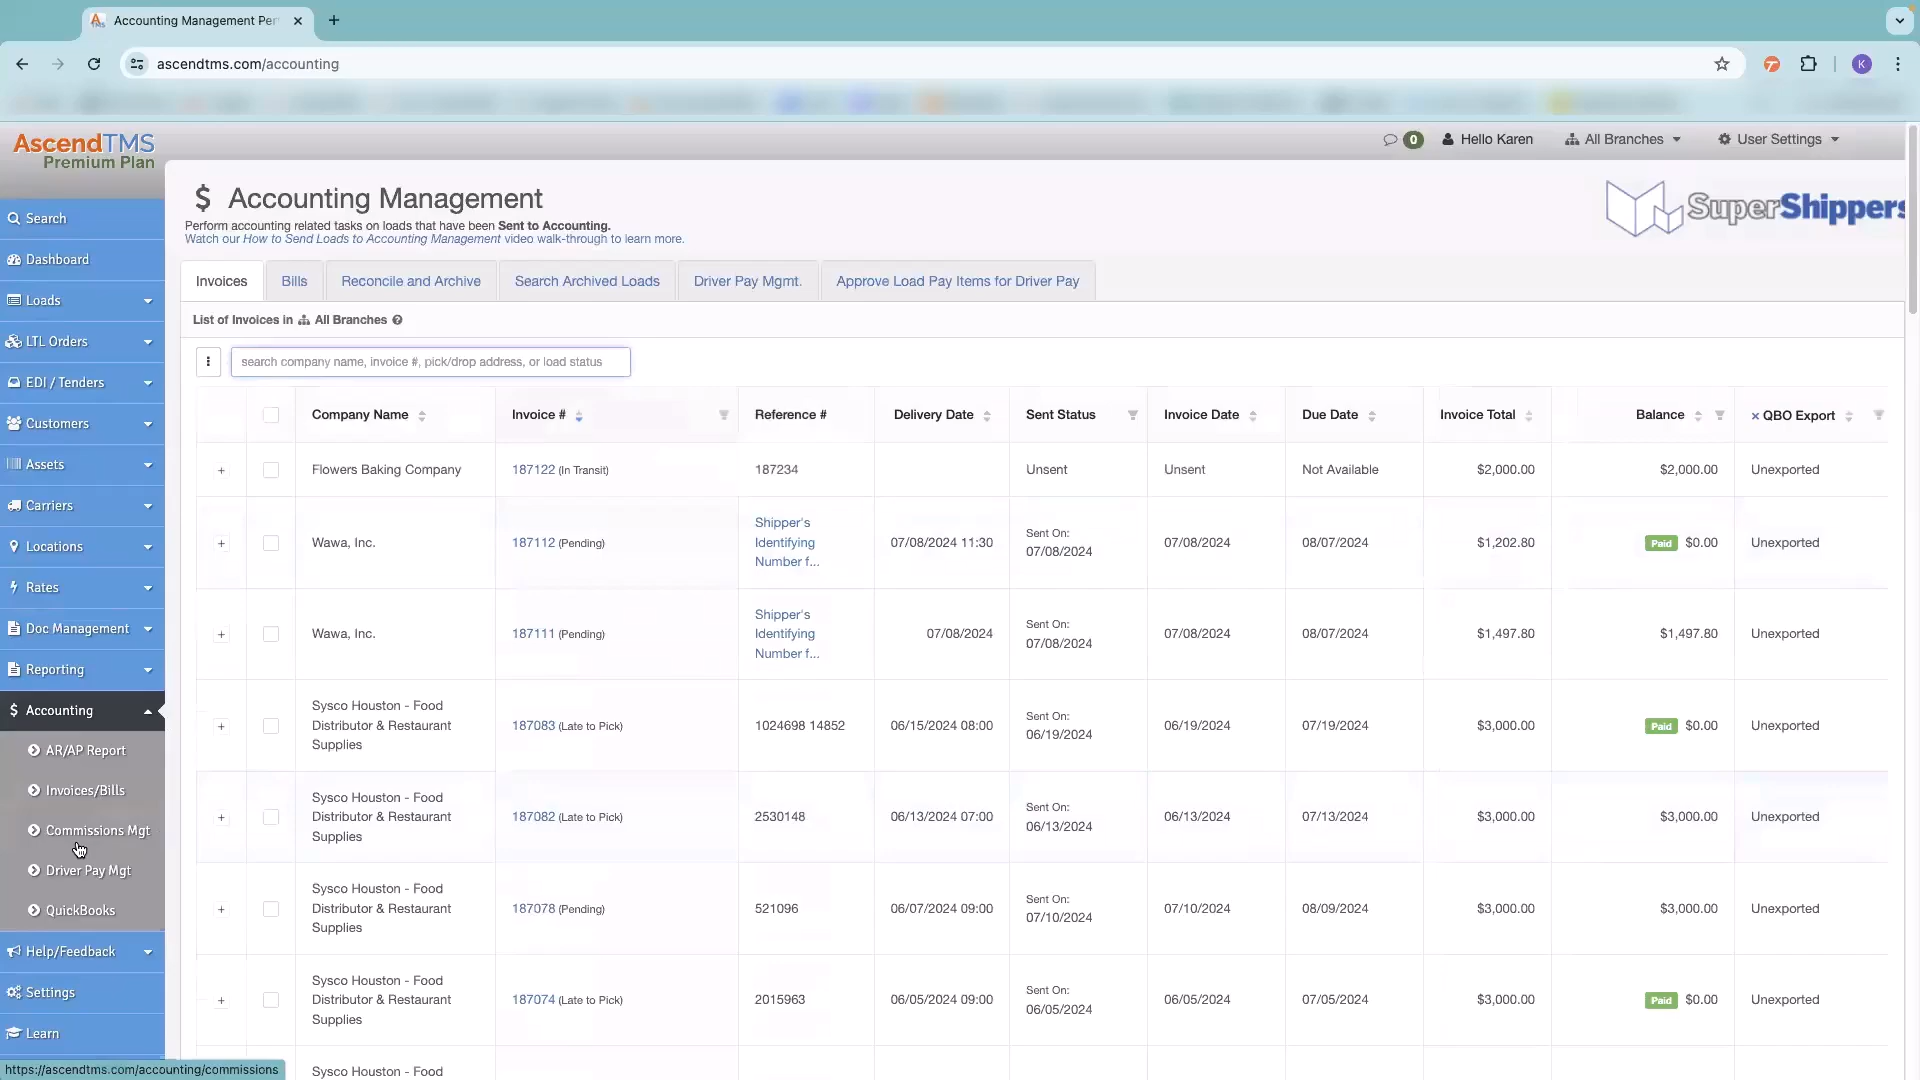 Accounting Management Per
ascendtms.com/accounting
K
AscendTMS
Premium Plan
0
Hello Karen
All Branches
User Settings
Search
Dashboard
Loads
LTL Orders
EDI / Tenders
Customers
Assets
Carriers
Locations
Rates
Doc Management
Reporting
$ Accounting
AR/AP Report
Invoices/Bills
Commissions Mgt
Driver Pay Mgt
QuickBooks
Help/Feedback
Settings
Learn
https://ascendtms.com/accounting/commissions
$ Accounting Management
Perform accounting related tasks on loads that have been Sent to Accounting.
Watch our How to Send Loads to Accounting Management video walk-through to learn more.
SuperShippers
Invoices Bills Reconcile and Archive Search Archived Loads Driver Pay Mgmt. Approve Load Pay Items for Driver Pay
List of Invoices in All Branches
search company name, invoice #, pick/drop address, or load status
Company Name Invoice # Reference # Delivery Date Sent Status Invoice Date Due Date Invoice Total Balance × QBO Export
+ Flowers Baking Company 187122 (In Transit) 187234 Unsent Unsent Not Available $2,000.00 $2,000.00 Unexported
Shipper's
Identifying
Number f...
Sent On:
07/08/2024
+ Wawa, Inc. 187112 (Pending) 07/08/2024 11:30 07/08/2024 08/07/2024 $1,202.80 Paid $0.00 Unexported
Shipper's
Identifying
Number f...
Sent On:
07/08/2024
+ Wawa, Inc. 187111 (Pending) 07/08/2024 07/08/2024 08/07/2024 $1,497.80 $1,497.80 Unexported
Sysco Houston - Food
Distributor & Restaurant
Supplies
Sent On:
06/19/2024
+ 187083 (Late to Pick) 1024698 14852 06/15/2024 08:00 06/19/2024 07/19/2024 $3,000.00 Paid $0.00 Unexported
Sysco Houston - Food
Distributor & Restaurant
Supplies
Sent On:
06/13/2024
+ 187082 (Late to Pick) 2530148 06/13/2024 07:00 06/13/2024 07/13/2024 $3,000.00 $3,000.00 Unexported
Sysco Houston - Food
Distributor & Restaurant
Supplies
Sent On:
07/10/2024
+ 187078 (Pending) 521096 06/07/2024 09:00 07/10/2024 08/09/2024 $3,000.00 $3,000.00 Unexported
Sysco Houston - Food
Distributor & Restaurant
Supplies
Sent On:
06/05/2024
+ 187074 (Late to Pick) 2015963 06/05/2024 09:00 06/05/2024 07/05/2024 $3,000.00 Paid $0.00 Unexported
Sysco Houston - Food